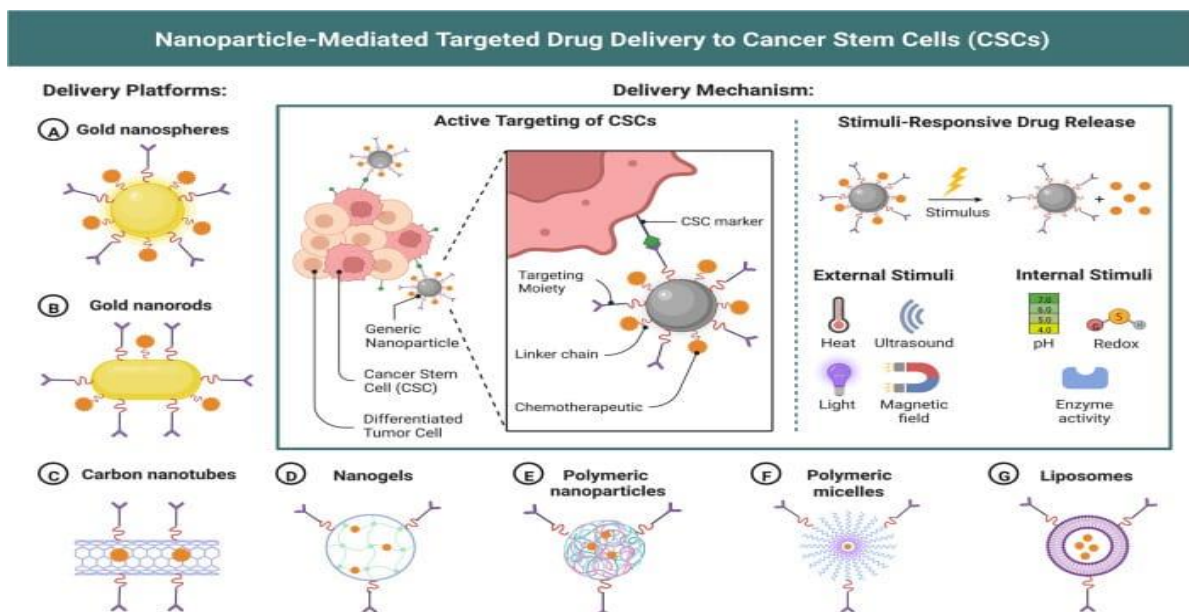 Nanoparticle-Mediated Targeted Drug Delivery to Cancer Stem Cells (CSCs)
Delivery Platforms:
A Gold nanospheres
B Gold nanorods
Delivery Mechanism:
Active Targeting of CSCs
Generic
Nanoparticle
Cancer Stem
Cell (CSC)
Differentiated
Tumor Cell
CSC marker
Targeting
Moiety
Linker chain
Chemotherapeutic
Stimuli-Responsive Drug Release
Stimulus
+
External Stimuli
Heat
Ultrasound
Light
Magnetic
field
Internal Stimuli
7.0
6.0
5.0
4.0
pH
G S H
Redox
Enzyme
activity
C Carbon nanotubes
D Nanogels
E Polymeric
nanoparticles
F Polymeric
micelles
G Liposomes